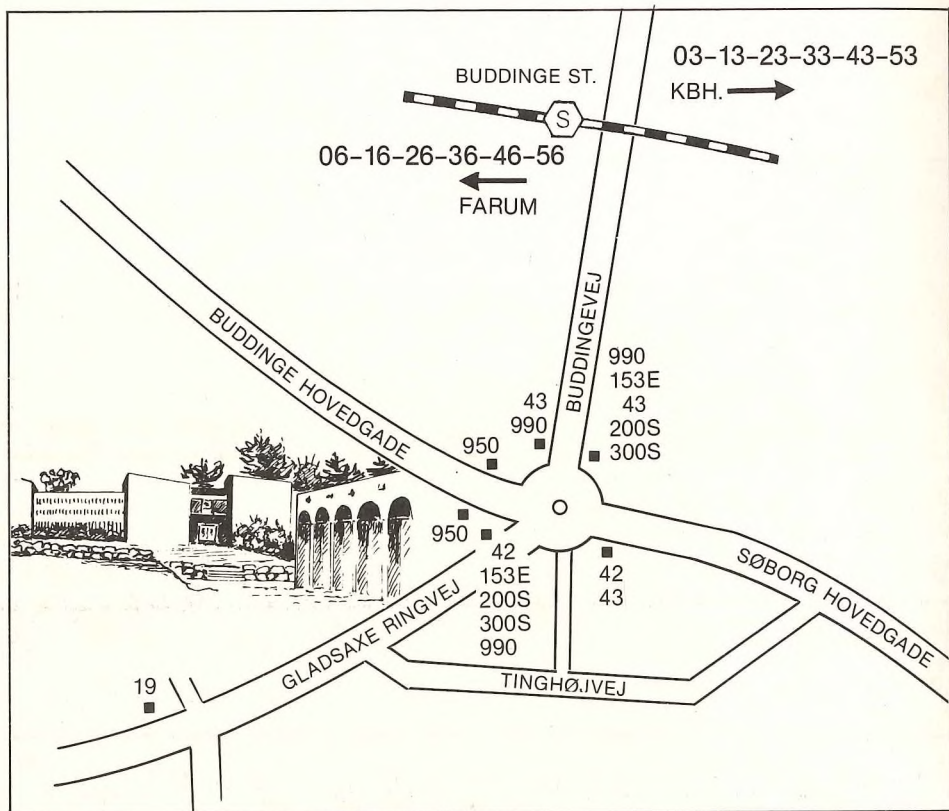 03-13-23-33-43-53
BUDDINGE ST.
KBH.
S
06-16-26-36-46-56
FARUM
BUDDINGE HOVEDGADE
BUDDINGEVEJ
990
153E
43
200S
300S
43
990
950
950
42
153E
200S
300S
990
42
43
SØBORG HOVEDGADE
GLADSAXE RINGVEJ
TINGHØJVEJ
19